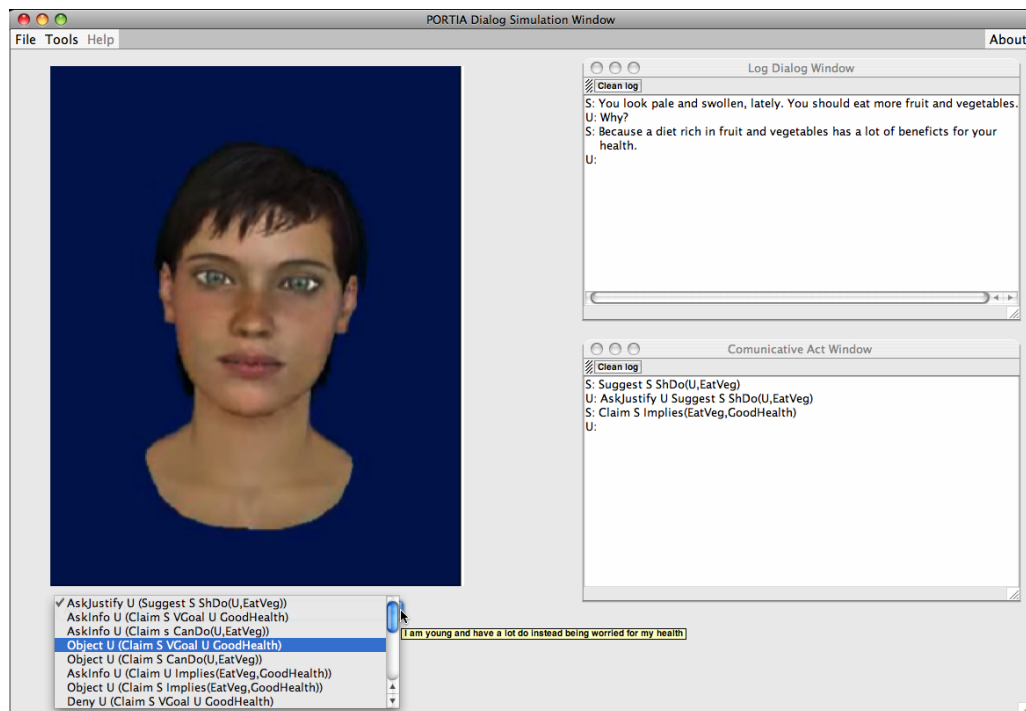 PORTIA Dialog Simulation Window
File Tools Help
About
Log Dialog Window
Clean log
S: You look pale and swollen, lately. You should eat more fruit and vegetables.
U: Why?
S: Because a diet rich in fruit and vegetables has a lot of beneficts for your
health.
U:
Comunicative Act Window
Clean log
S: Suggest S ShDo(U,EatVeg)
U: AskJustify U Suggest S ShDo(U,EatVeg)
S: Claim S Implies(EatVeg,GoodHealth)
U:
✓ AskJustify U (Suggest S ShDo(U,EatVeg))
AskInfo U (Claim S VGoal U GoodHealth)
AskInfo U (Claim s CanDo(U,EatVeg))
Object U (Claim S VGoal U GoodHealth)
I am young and have a lot do instead being worried for my health
Object U (Claim S CanDo(U,EatVeg))
AskInfo U (Claim U Implies(EatVeg,GoodHealth))
Object U (Claim S Implies(EatVeg,GoodHealth))
Deny U (Claim S VGoal U GoodHealth)